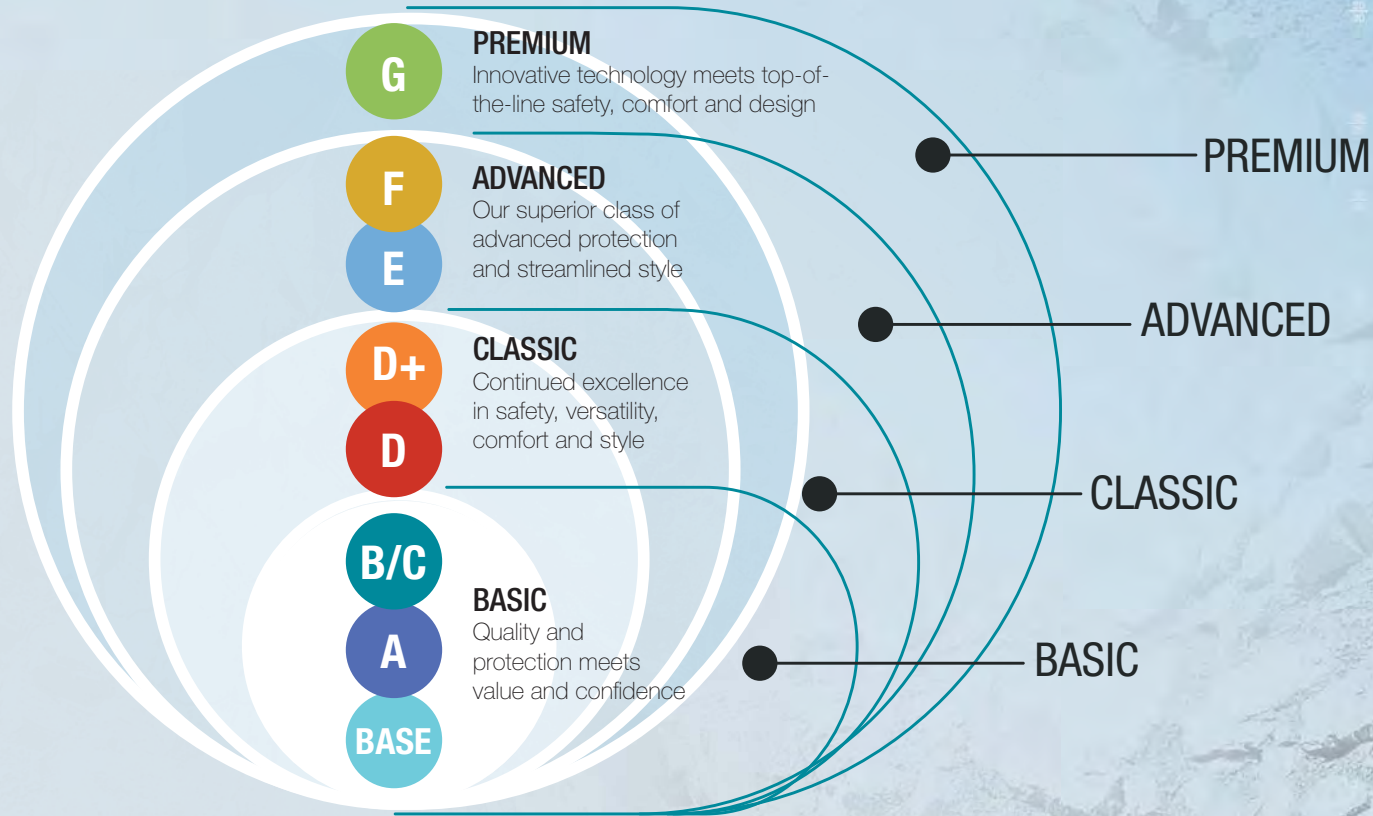 G
PREMIUM
Innovative technology meets top-of-
the-line safety, comfort and design
PREMIUM
F
ADVANCED
Our superior class of
advanced protection
and streamlined style
E
ADVANCED
D+
CLASSIC
Continued excellence
in safety, versatility,
comfort and style
D
CLASSIC
B/C
BASIC
Quality and
protection meets
value and confidence
A
BASIC
BASE